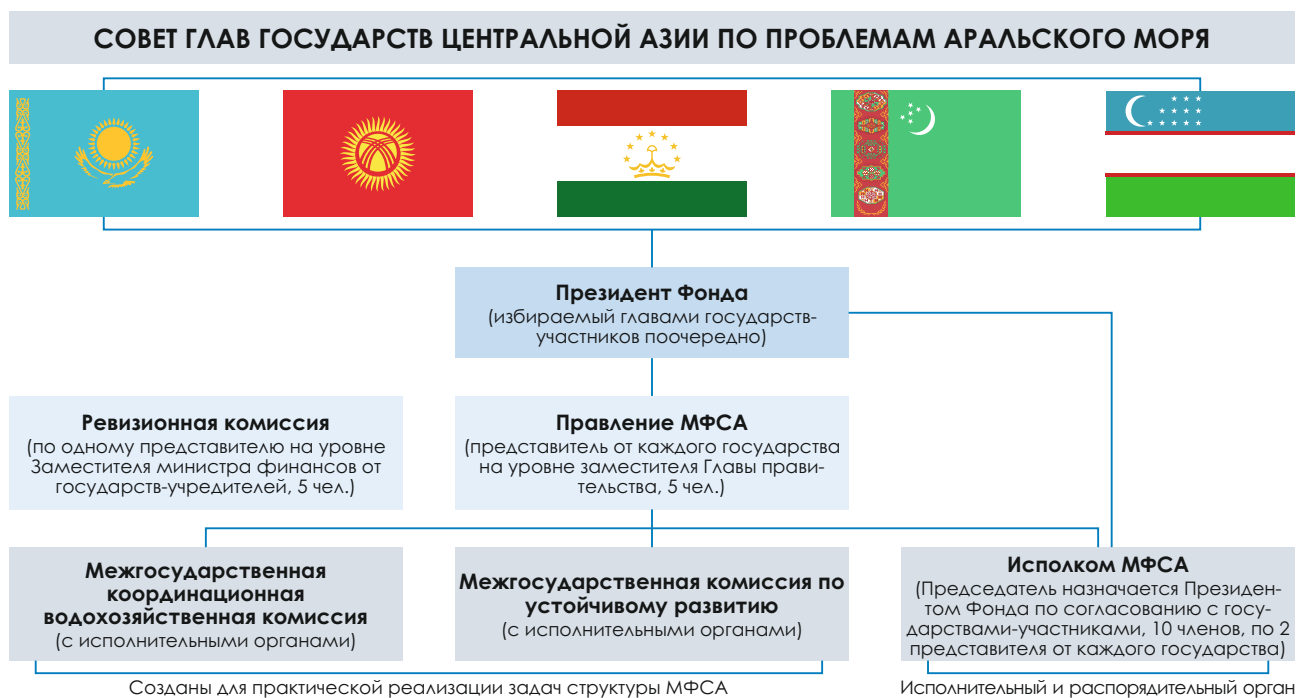 СОВЕТ ГЛАВ ГОСУДАРСТВ ЦЕНТРАЛЬНОЙ АЗИИ ПО ПРОБЛЕМАМ АРАЛЬСКОГО МОРЯ
Президент Фонда
(избираемый главами государств-
участников поочередно)
Ревизионная комиссия
(по одному представителю на уровне
Заместителя министра финансов от
государств-учредителей, 5 чел.)
Правление МФСА
(представитель от каждого государства
на уровне заместителя Главы прави-
тельства, 5 чел.)
Межгосударственная
координационная
водохозяйственная комиссия
(с исполнительными органами)
Межгосударственная комиссия по
устойчивому развитию
(с исполнительными органами)
Исполком МФСА
(Председатель назначается Президен-
том Фонда по согласованию с госу-
дарствами-участниками, 10 членов, по 2
представителя от каждого государства)
Созданы для практической реализации задач структуры МФСА
Исполнительный и распорядительный орган